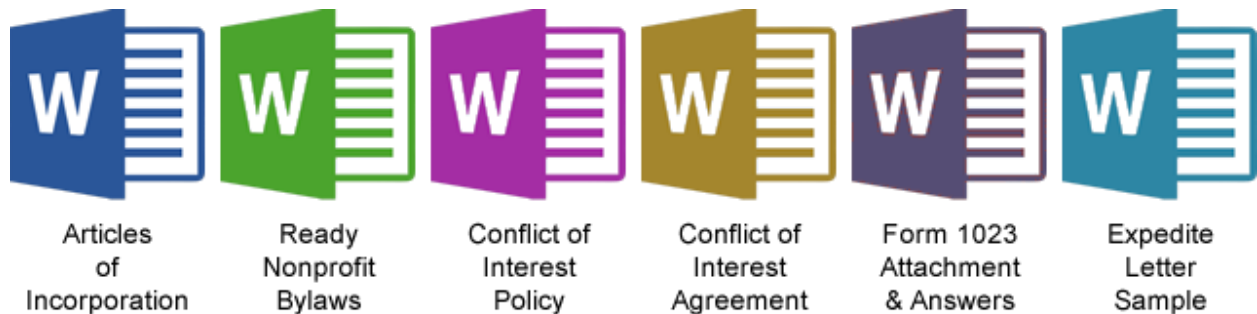 W
W
W
W
W
W
Articles
of
Incorporation
Ready
Nonprofit
Bylaws
Conflict of
Interest
Policy
Conflict of
Interest
Agreement
Form 1023
Attachment
& Answers
Expedite
Letter
Sample